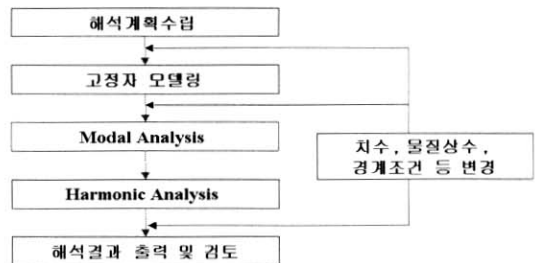 해석계획수립
고정자 모델링
Modal Analysis
Harmonic Analysis
해석결과 출력 및 검토
치수, 물질상수,
경계조건 등 변경